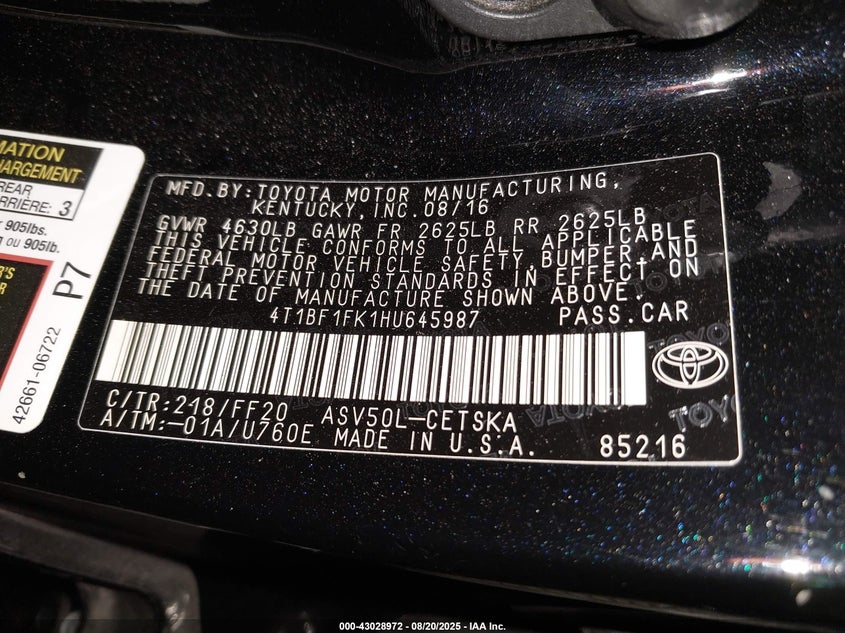 MATION
HARGEMENT
REAR
ARRIÈRE: 3
905lbs.
OU 905lb.
P7
42661-06722
MFD. BY: TOYOTA MOTOR MANUFACTURING,
KENTUCKY, INC. 08/16
GVWR 4630LB GAWR FR 2625LB RR 2625LB
THIS VEHICLE CONFORMS TO ALL APPLICABLE
FEDERAL MOTOR VEHICLE SAFETY, BUMPER, AND
THEFT PREVENTION STANDARDS IN EFFECT ON
THE DATE OF MANUFACTURE SHOWN ABOVE.
4T1BF1FK1HU645987 PASS. CAR
C/TR: 218/FF20 ASV50L-CETSKA
A/TM: -01A/U760E MADE IN U.S.A. 85216
000-43028972 - 08/20/2025 - IAA Inc.